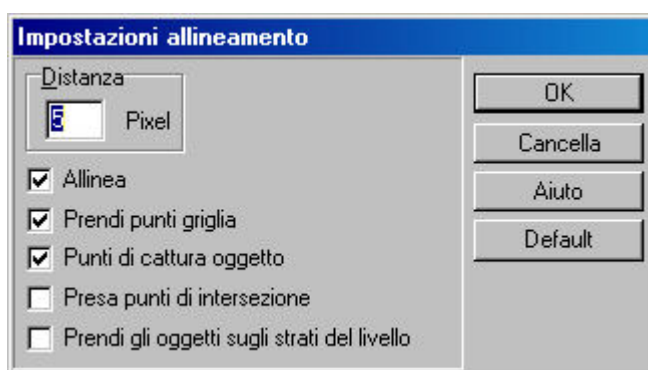 Impostazioni allineamento
Distanza
5 Pixel
Allinea
Prendi punti griglia
Punti di cattura oggetto
Presa punti di intersezione
Prendi gli oggetti sugli strati del livello
OK
Cancella
Aiuto
Default